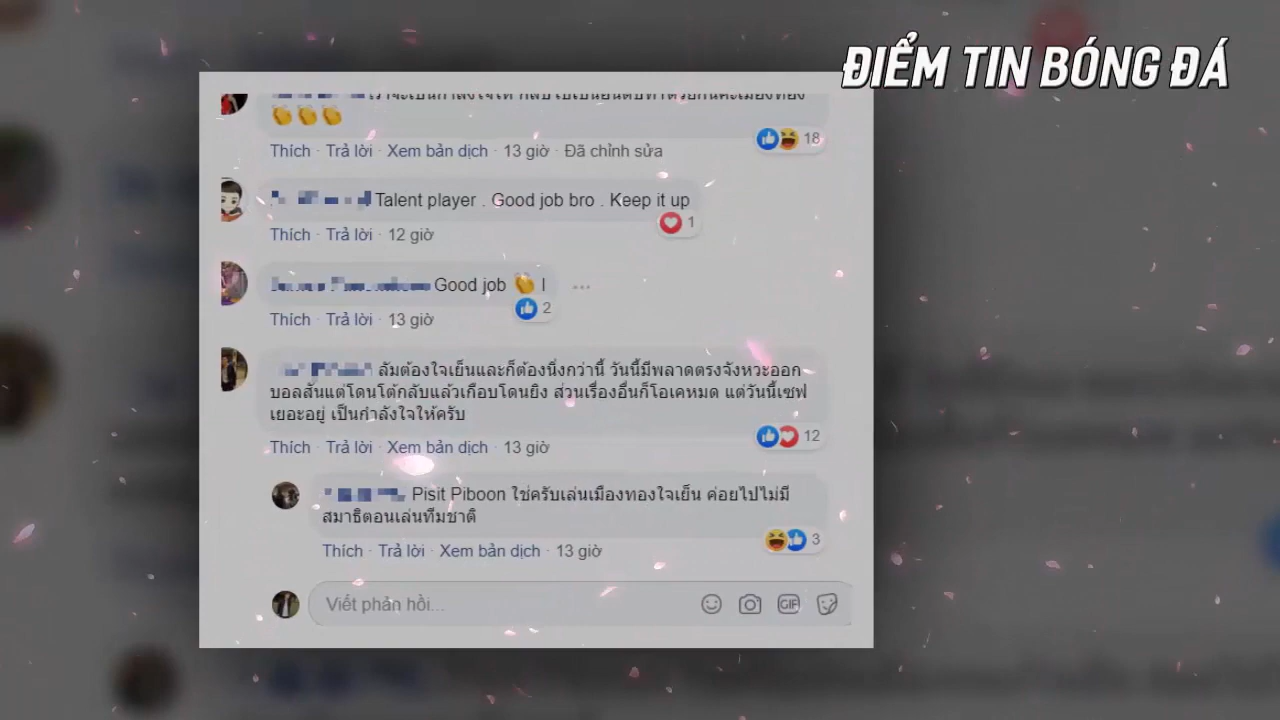 ĐIỂM TIN BÓNG ĐÁ
18
Thích · Trả lời · Xem bản dịch · 13 giờ · Đã chỉnh sửa
Talent player . Good job bro . Keep it up
1
Thích · Trả lời · 12 giờ
Good job
2
Thích · Trả lời · 13 giờ
ลัมต้องใจเย็นและก็ต้องนิ่งกว่านี้ วันนี้มีพลาดตรงจังหวะออก
บอลสั้นแต่โดนโต้กลับแล้วเกือบโดนยิง ส่วนเรื่องอื่นก็โอเคหมด แต่วันนี้เซฟ
เยอะอยู่ เป็นกำลังใจให้ครับ
12
Thích · Trả lời · Xem bản dịch · 13 giờ
Pisit Piboon ใช่ครับเล่นเมืองทองใจเย็น ค่อยไปไม่มี
สมาธิตอนเล่นทีมชาติ
3
Thích · Trả lời · Xem bản dịch · 13 giờ
Viết phản hồi...
GIF